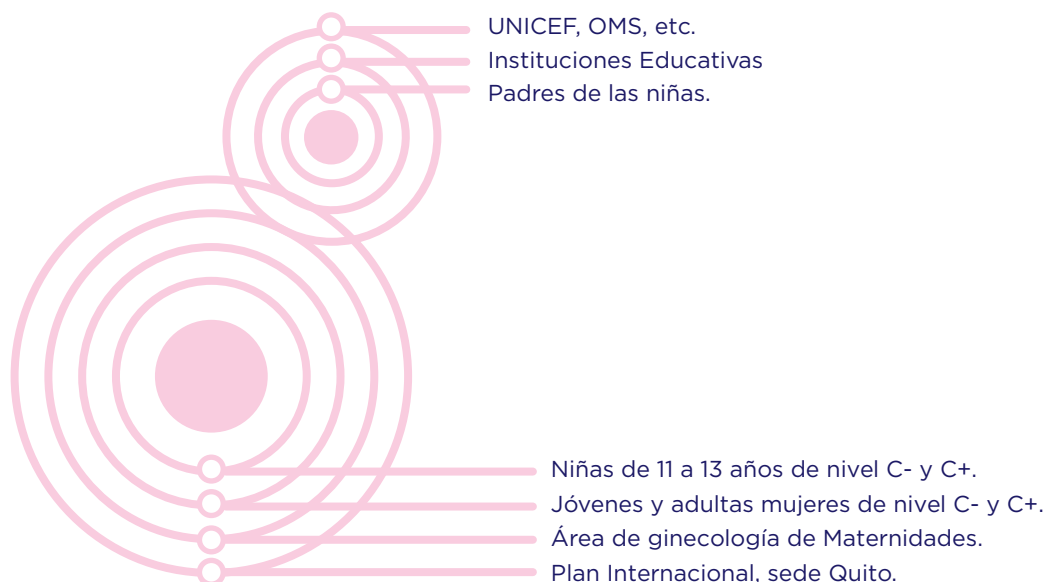 UNICEF, OMS, etc.
Instituciones Educativas
Padres de las niñas.
Niñas de 11 a 13 años de nivel C- y C+.
Jóvenes y adultas mujeres de nivel C- y C+.
Área de ginecología de Maternidades.
Plan Internacional, sede Quito.